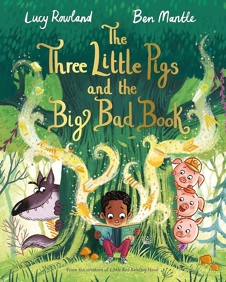 Lucy Rowland Ben Mantle
The
Three Little Pigs
and the
Big Bad Book
From the creators of Little Red Reading Hood